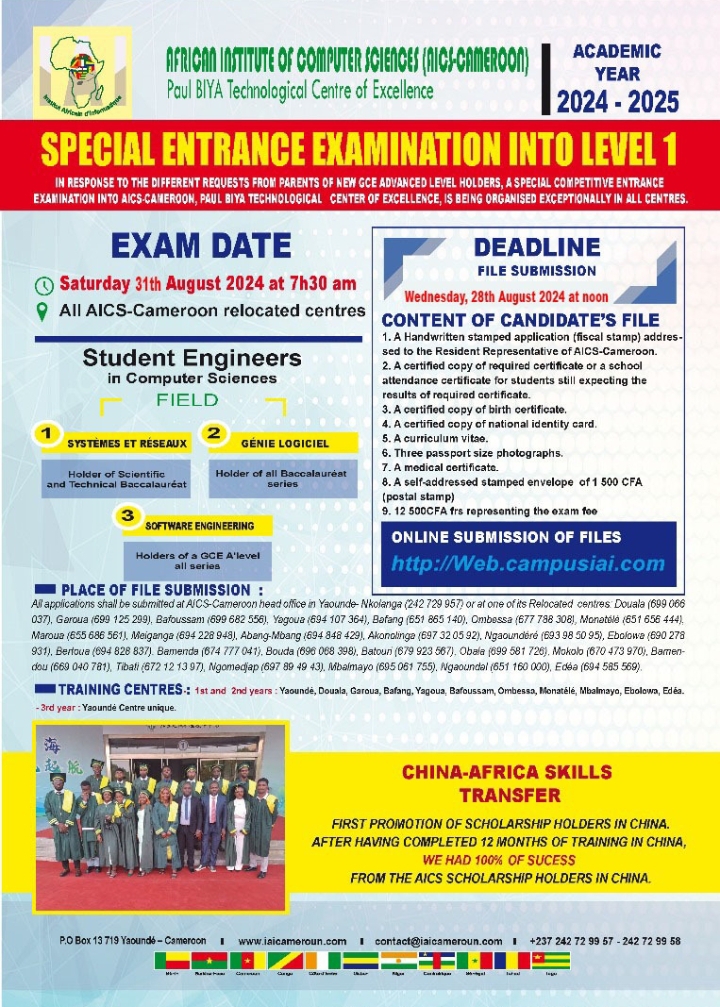 Institut Africain d'Informatique
AFRICAN INSTITUTE OF COMPUTER SCIENCES (AICS-CAMEROON)
Paul BIYA Technological Centre of Excellence
ACADEMIC
YEAR
2024 - 2025
SPECIAL ENTRANCE EXAMINATION INTO LEVEL 1
IN RESPONSE TO THE DIFFERENT REQUESTS FROM PARENTS OF NEW GCE ADVANCED LEVEL HOLDERS, A SPECIAL COMPETITIVE ENTRANCE
EXAMINATION INTO AICS-CAMEROON, PAUL BIYA TECHNOLOGICAL CENTER OF EXCELLENCE, IS BEING ORGANISED EXCEPTIONALLY IN ALL CENTRES.
EXAM DATE
Saturday 31th August 2024 at 7h30 am
All AICS-Cameroon relocated centres
Student Engineers
in Computer Sciences
FIELD
1
SYSTÈMES ET RÉSEAUX
Holder of Scientific
and Technical Baccalauréat
2
GÉNIE LOGICIEL
Holder of all Baccalauréat
series
3
SOFTWARE ENGINEERING
Holders of a GCE A'level
all series
DEADLINE
FILE SUBMISSION
Wednesday, 28th August 2024 at noon
CONTENT OF CANDIDATE'S FILE
1. A Handwritten stamped application (fiscal stamp) addres-
sed to the Resident Representative of AICS-Cameroon.
2. A certified copy of required certificate or a school
attendance certificate for students still expecting the
results of required certificate.
3. A certified copy of birth certificate.
4. A certified copy of national identity card.
5. A curriculum vitae.
6. Three passport size photographs.
7. A medical certificate.
8. A self-addressed stamped envelope of 1 500 CFA
(postal stamp)
9. 12 500CFA frs representing the exam fee
ONLINE SUBMISSION OF FILES
http://Web.campusiai.com
PLACE OF FILE SUBMISSION :
All applications shall be submitted at AICS-Cameroon head office in Yaounde- Nkolanga (242 729 957) or at one of its Relocated centres: Douala (699 066
037), Garoua (699 125 299), Bafoussam (699 682 556), Yagoua (694 107 364), Bafang (651 865 140), Ombessa (677 788 308), Monatélé (651 656 444),
Maroua (655 686 561), Meiganga (694 228 948), Abang-Mbang (694 848 429), Akonolinga (697 32 05 92), Ngaoundéré (693 98 50 95), Ebolowa (690 278
931), Bertoua (694 828 837). Bamenda (674 777 041), Bouda (696 068 398), Batouri (679 923 567), Obala (699 581 726). Mokolo (670 473 970), Bamen-
dou (669 040 781), Tibati (672 12 13 97), Ngomedjap (697 89 49 43), Mbalmayo (695 061 755), Ngaoundal (651 160 000), Edéa (694 585 569).
TRAINING CENTRES : 1st and 2nd years : Yaoundé, Douala, Garoua, Bafang, Yagoua, Bafoussam, Ombessa, Monatélé, Mbalmayo, Ebolowa, Edéa.
- 3rd year : Yaoundé Centre unique.
CHINA-AFRICA SKILLS
TRANSFER
FIRST PROMOTION OF SCHOLARSHIP HOLDERS IN CHINA.
AFTER HAVING COMPLETED 12 MONTHS OF TRAINING IN CHINA,
WE HAD 100% OF SUCESS
FROM THE AICS SCHOLARSHIP HOLDERS IN CHINA.
P.O Box 13 719 Yaoundé – Cameroon I www.iaicameroun.com I contact@iaicameroun.com I +237 242 72 99 57 - 242 72 99 58
Bénin Burkina-Faso Cameroun Congo Côte d'Ivoire Gabon Niger Centrafrique Sénégal Tchad Togo